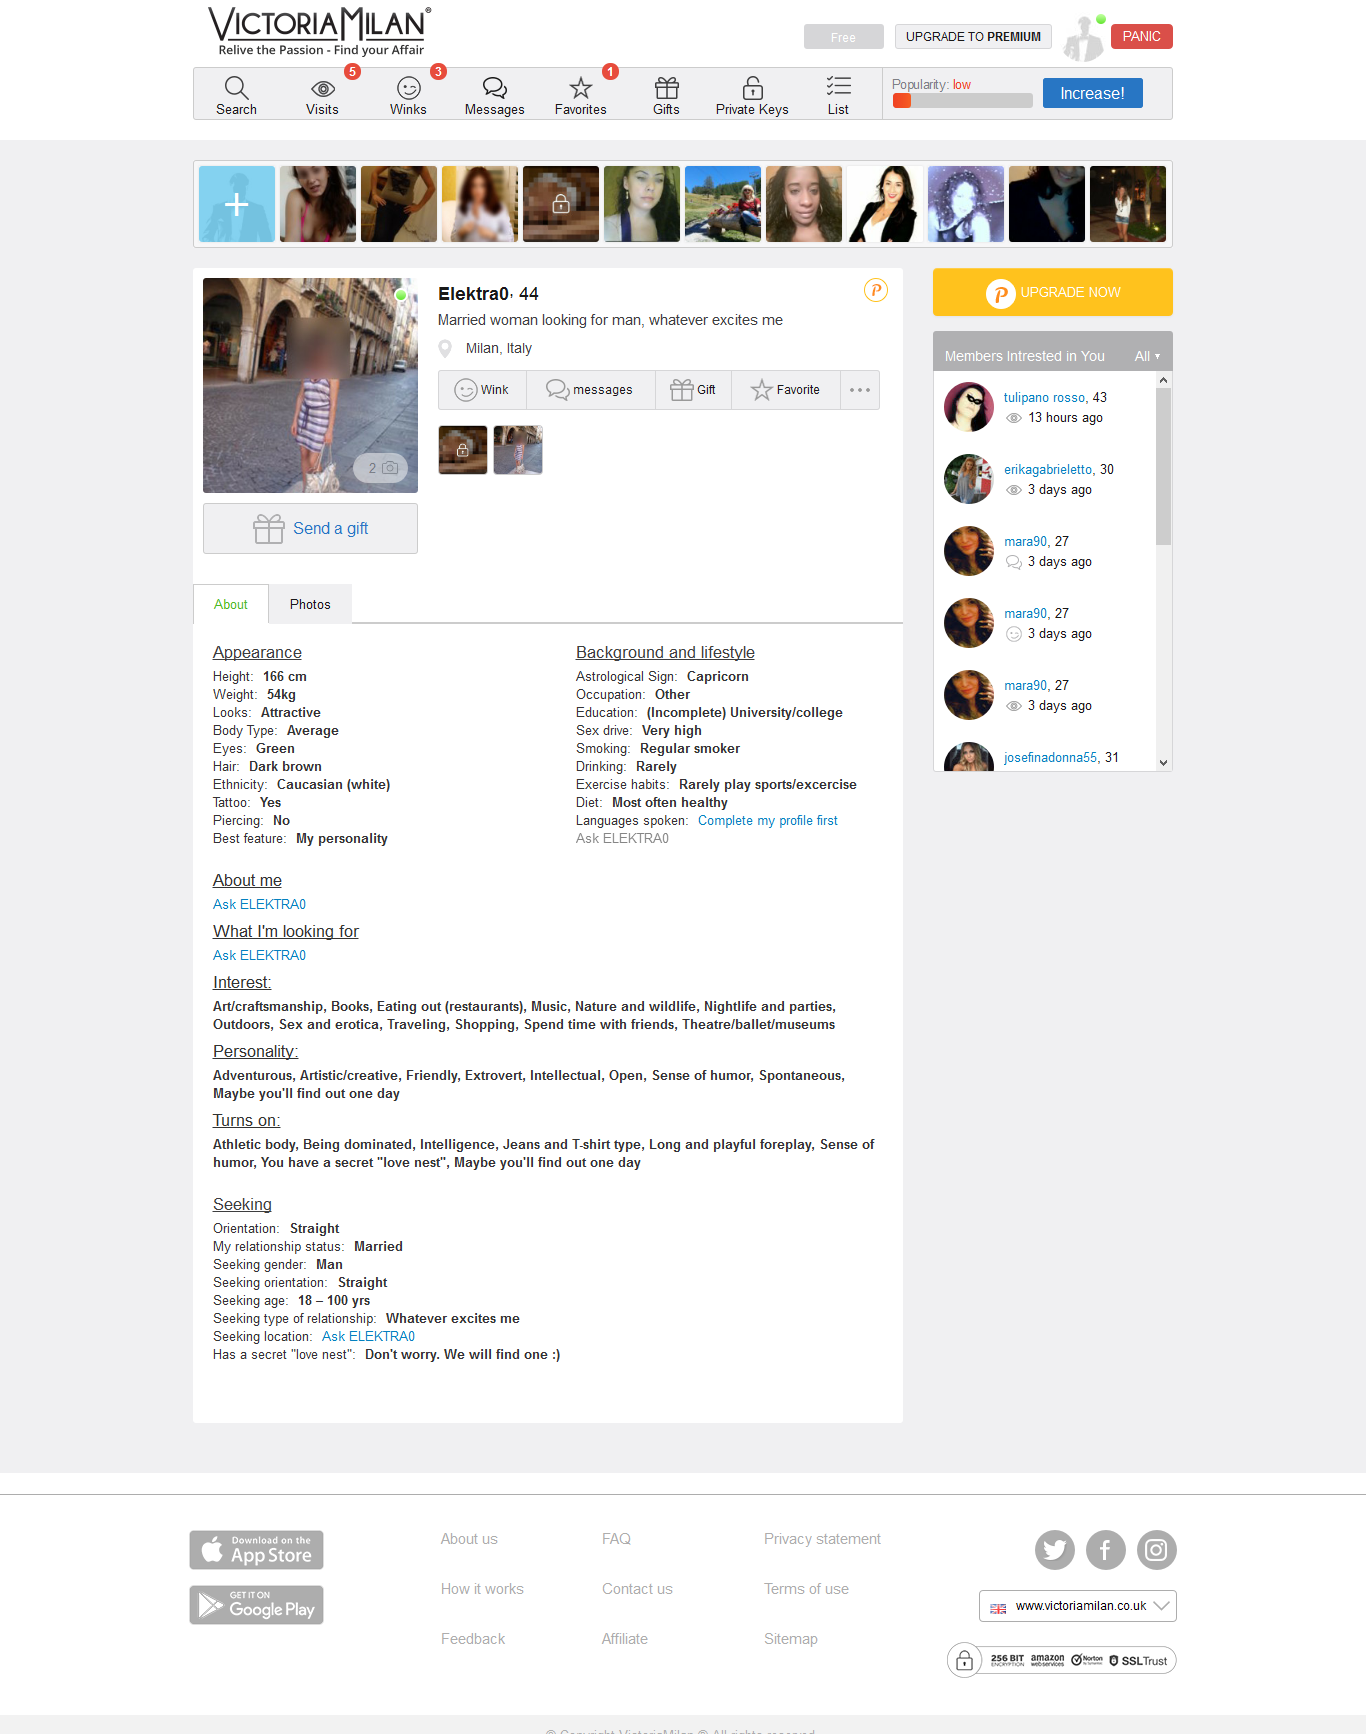 VICTORIAMILAN®
Relive the Passion - Find your Affair
Free
UPGRADE TO PREMIUM
PANIC
5
3
1
Search
Visits
Winks
Messages
Favorites
Gifts
Private Keys
List
Popularity: low
Increase!
Elektra0, 44
Married woman looking for man, whatever excites me
Milan, Italy
Wink
messages
Gift
Favorite
2
Send a gift
P UPGRADE NOW
Members Intrested in You
All
tulipano rosso, 43
13 hours ago
erikagabrieletto, 30
3 days ago
mara90, 27
3 days ago
mara90, 27
3 days ago
mara90, 27
3 days ago
josefinadonna55, 31
About
Photos
Appearance
Height: 166 cm
Weight: 54kg
Looks: Attractive
Body Type: Average
Eyes: Green
Hair: Dark brown
Ethnicity: Caucasian (white)
Tattoo: Yes
Piercing: No
Best feature: My personality
Background and lifestyle
Astrological Sign: Capricorn
Occupation: Other
Education: (Incomplete) University/college
Sex drive: Very high
Smoking: Regular smoker
Drinking: Rarely
Exercise habits: Rarely play sports/excercise
Diet: Most often healthy
Languages spoken: Complete my profile first
Ask ELEKTRA0
About me
Ask ELEKTRA0
What I'm looking for
Ask ELEKTRA0
Interest:
Art/craftsmanship, Books, Eating out (restaurants), Music, Nature and wildlife, Nightlife and parties,
Outdoors, Sex and erotica, Traveling, Shopping, Spend time with friends, Theatre/ballet/museums
Personality:
Adventurous, Artistic/creative, Friendly, Extrovert, Intellectual, Open, Sense of humor, Spontaneous,
Maybe you'll find out one day
Turns on:
Athletic body, Being dominated, Intelligence, Jeans and T-shirt type, Long and playful foreplay, Sense of
humor, You have a secret "love nest", Maybe you'll find out one day
Seeking
Orientation: Straight
My relationship status: Married
Seeking gender: Man
Seeking orientation: Straight
Seeking age: 18 – 100 yrs
Seeking type of relationship: Whatever excites me
Seeking location: Ask ELEKTRA0
Has a secret "love nest": Don't worry. We will find one :)
Download on the
App Store
GET IT ON
Google Play
About us
How it works
Feedback
FAQ
Contact us
Affiliate
Privacy statement
Terms of use
Sitemap
www.victoriamilan.co.uk
256 BIT
ENCRYPTION
amazon
webservices
Norton
SSLTrust
© Copyright VictoriaMilan ® All rights reserved